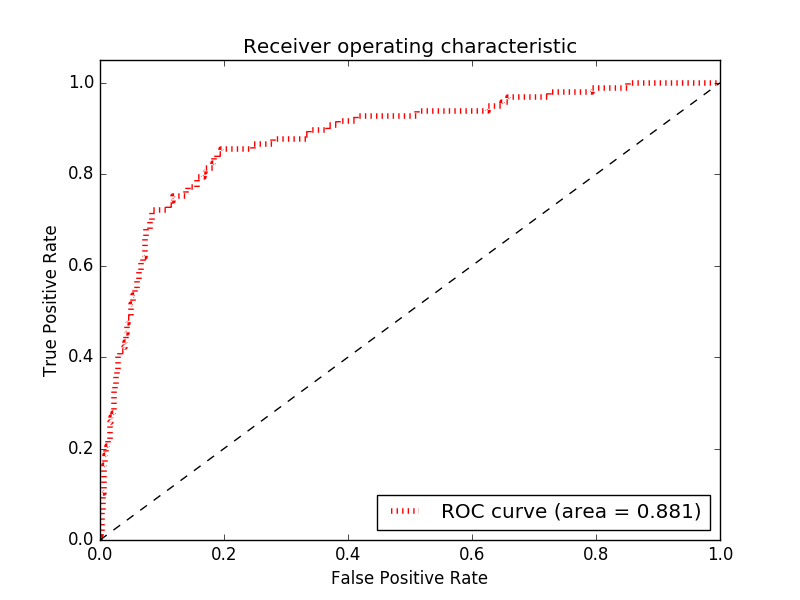 Receiver operating characteristic
1.0
0.8
0.6
0.4
0.2
0.0
True Positive Rate
ROC curve (area = 0.881)
0.0 0.2 0.4 0.6 0.8 1.0
False Positive Rate